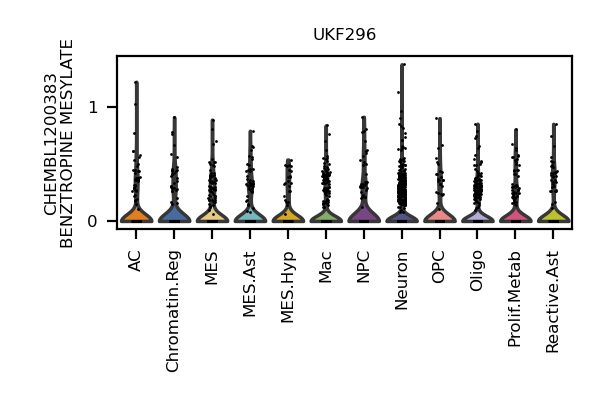 UKF296
CHEMBL1200383
BENZTROPINE MESYLATE
1
0
AC
Chromatin.Reg
MES
MES.Ast
MES.Hyp
Mac
NPC
Neuron
OPC
Oligo
Prolif.Metab
Reactive.Ast